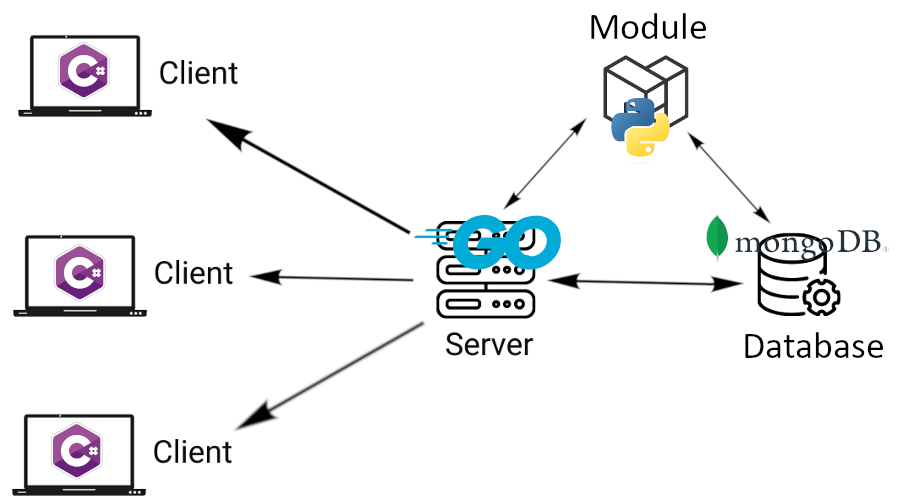 Module
C#
Client
GO
mongoDB®
C#
Client
Server
Database
C#
Client